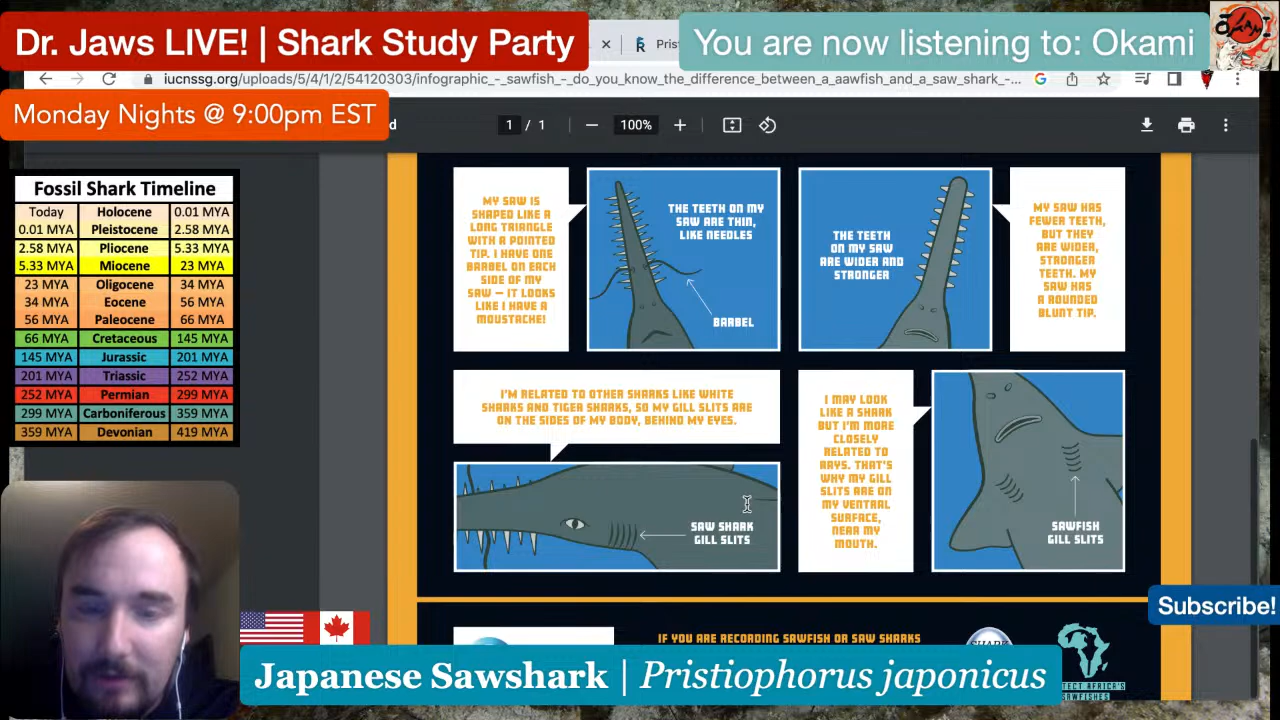 Dr. Jaws LIVE! | Shark Study Party
You are now listening to: Okami
iucnssg.org/uploads/5/4/1/2/54120303/infographic_-_sawfish_-_do_you_know_the_difference_between_a_aawfish_and_a_saw_shark_-...
Monday Nights @ 9:00pm EST
1 / 1
100%
Fossil Shark Timeline
Today Holocene 0.01 MYA
0.01 MYA Pleistocene 2.58 MYA
2.58 MYA Pliocene 5.33 MYA
5.33 MYA Miocene 23 MYA
23 MYA Oligocene 34 MYA
34 MYA Eocene 56 MYA
56 MYA Paleocene 66 MYA
66 MYA Cretaceous 145 MYA
145 MYA Jurassic 201 MYA
201 MYA Triassic 252 MYA
252 MYA Permian 299 MYA
299 MYA Carboniferous 359 MYA
359 MYA Devonian 419 MYA
MY SAW IS
SHAPED LIKE A
LONG TRIANGLE
WITH A POINTED
TIP. I HAVE ONE
BARBEL ON EACH
SIDE OF MY
SAW – IT LOOKS
LIKE I HAVE A
MOUSTACHE!
THE TEETH ON MY
SAW ARE THIN,
LIKE NEEDLES
BARBEL
THE TEETH
ON MY SAW
ARE WIDER AND
STRONGER
MY SAW HAS
FEWER TEETH,
BUT THEY
ARE WIDER,
STRONGER
TEETH. MY
SAW HAS
A ROUNDED
BLUNT TIP.
I'M RELATED TO OTHER SHARKS LIKE WHITE
SHARKS AND TIGER SHARKS, SO MY GILL SLITS ARE
ON THE SIDES OF MY BODY, BEHIND MY EYES.
SAW SHARK
GILL SLITS
I MAY LOOK
LIKE A SHARK
BUT I'M MORE
CLOSELY
RELATED TO
RAYS. THAT'S
WHY MY GILL
SLITS ARE ON
MY VENTRAL
SURFACE,
NEAR MY
MOUTH.
SAWFISH
GILL SLITS
Subscribe!
IF YOU ARE RECORDING SAWFISH OR SAW SHARKS
SHARK
TECT AFRICA'S
SAWFISHES
Japanese Sawshark | Pristiophorus japonicus